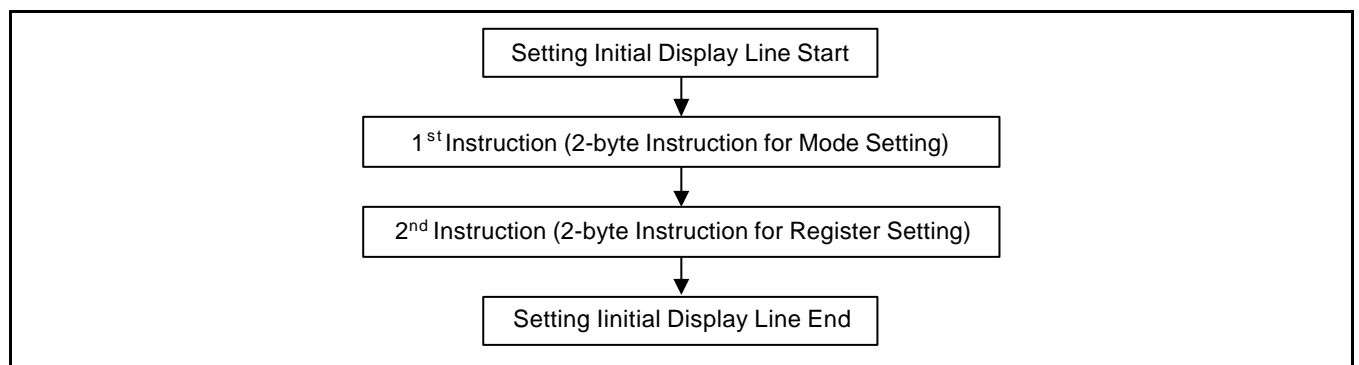 Setting Initial Display Line Start
1st Instruction (2-byte Instruction for Mode Setting)
2nd Instruction (2-byte Instruction for Register Setting)
Setting Iinitial Display Line End